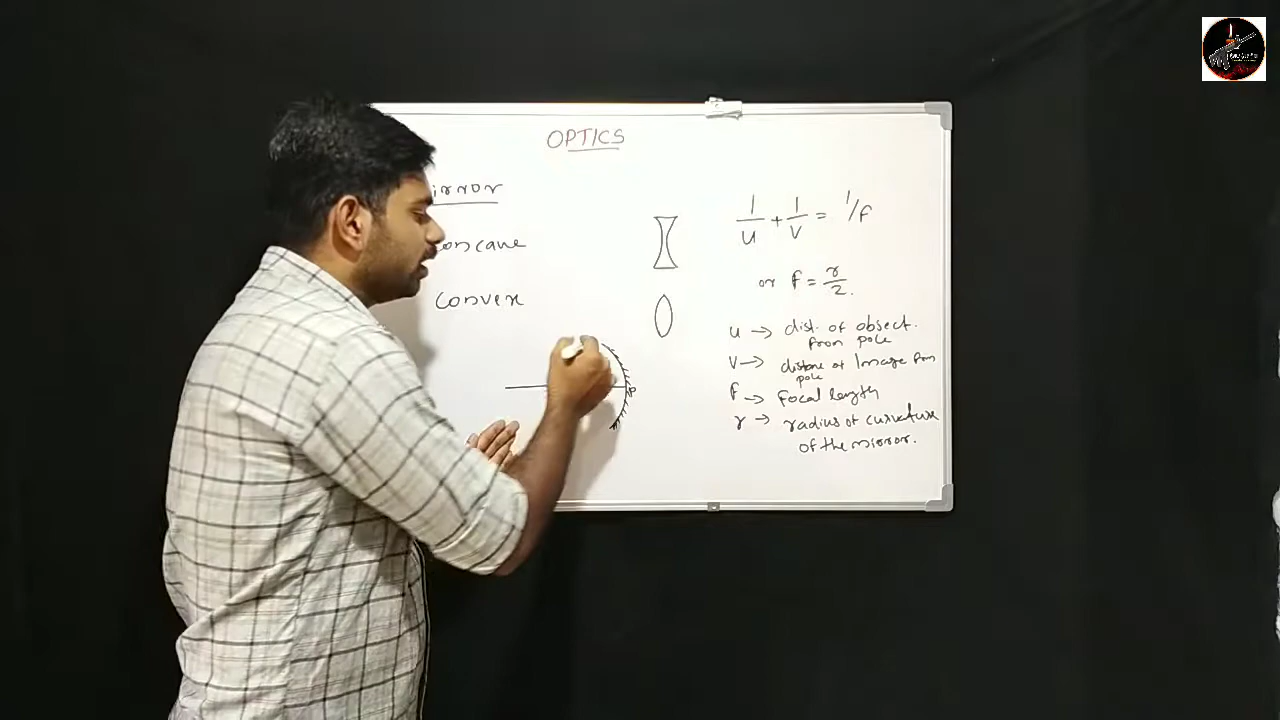 OPTICS
irror
concave
Convex
1/u + 1/v = 1/f
or f = r/2.
u → dist. of object.
from pole
v → distance of Image from
pole
f → focal length
r → radius of curvature
of the mirror.
P